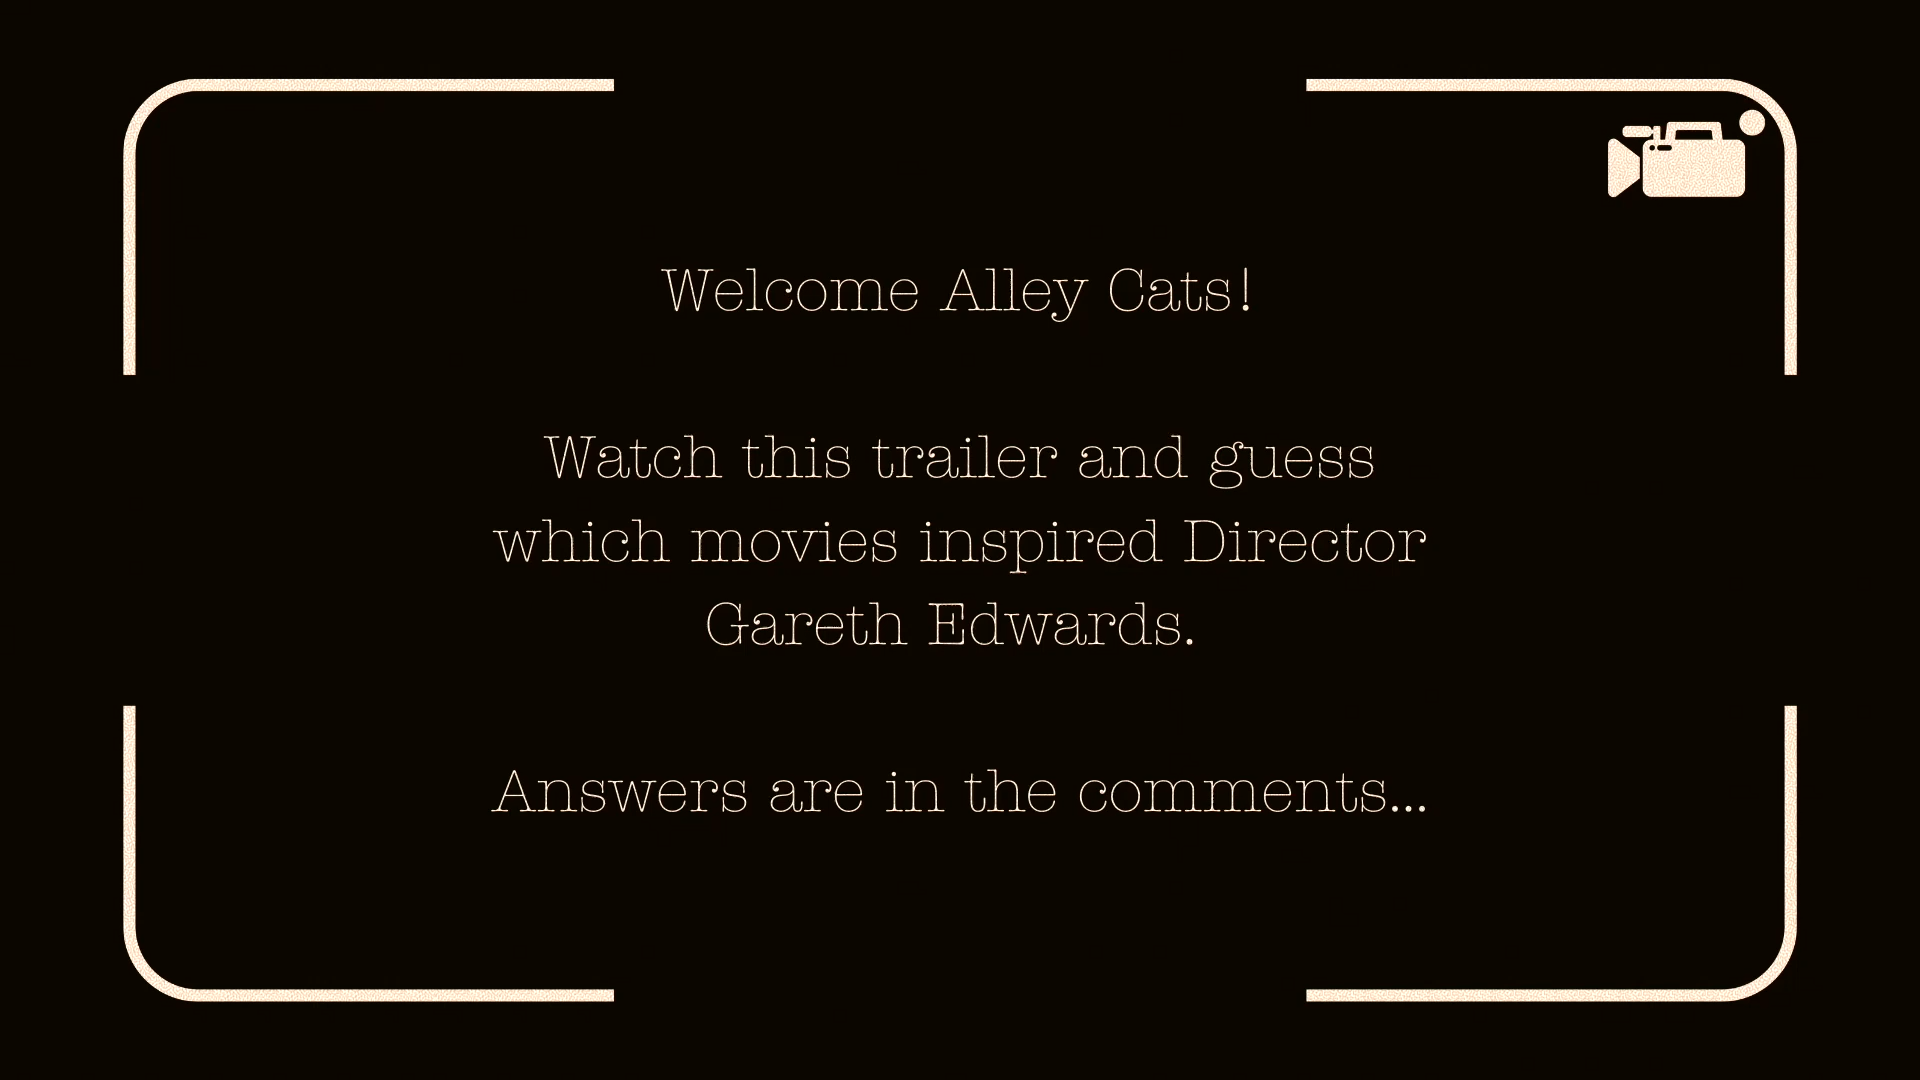 Welcome Alley Cats!
Watch this trailer and guess
which movies inspired Director
Gareth Edwards.
Answers are in the comments...